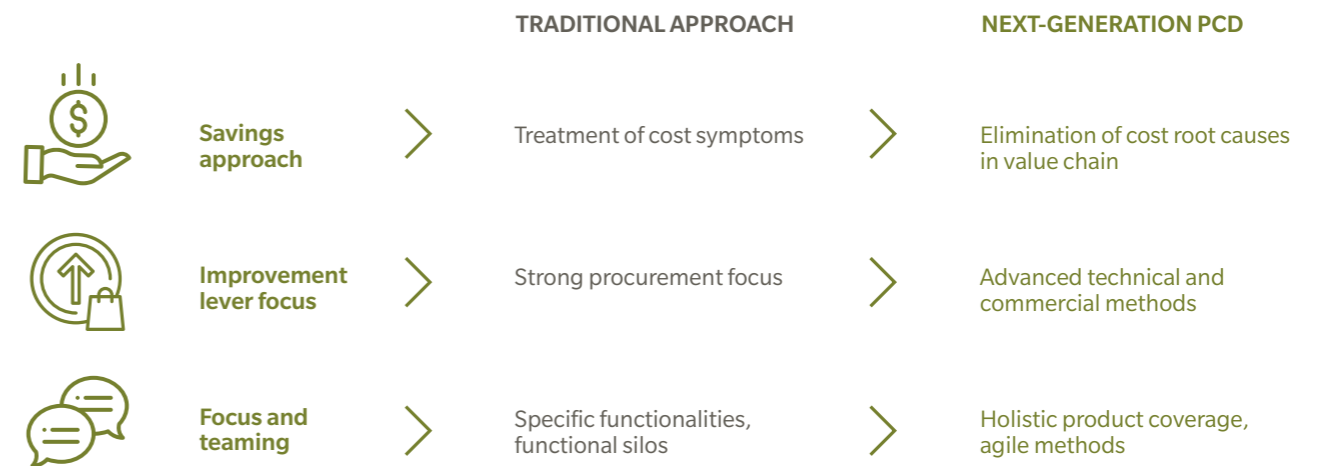 TRADITIONAL APPROACH
NEXT-GENERATION PCD
$
Savings
approach
Treatment of cost symptoms
Elimination of cost root causes
in value chain
Improvement
lever focus
Strong procurement focus
Advanced technical and
commercial methods
Focus and
teaming
Specific functionalities,
functional silos
Holistic product coverage,
agile methods